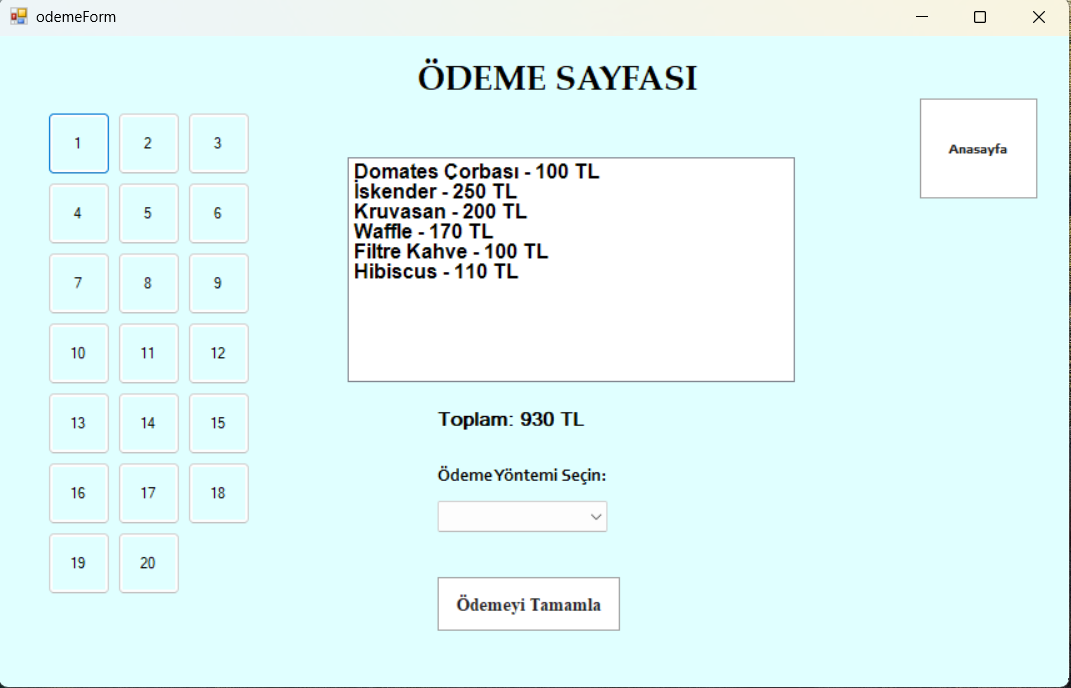 odemeForm
ÖDEME SAYFASI
1 2 3
4 5 6
7 8 9
10 11 12
13 14 15
16 17 18
19 20
Domates Çorbası - 100 TL
İskender - 250 TL
Kruvasan - 200 TL
Waffle - 170 TL
Filtre Kahve - 100 TL
Hibiscus - 110 TL
Toplam: 930 TL
Ödeme Yöntemi Seçin:
Ödemeyi Tamamla
Anasayfa